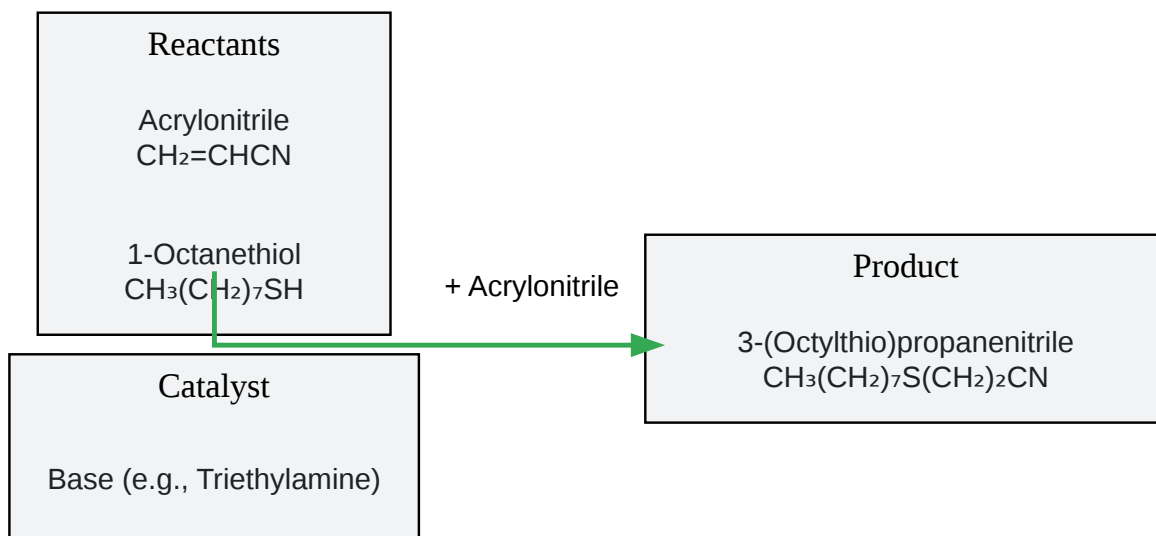 Reactants
Acrylonitrile
CH₂=CHCN
1-Octanethiol
CH₃(CH₂)₇SH
+ Acrylonitrile
Product
3-(Octylthio)propanenitrile
CH₃(CH₂)₇S(CH₂)₂CN
Catalyst
Base (e.g., Triethylamine)